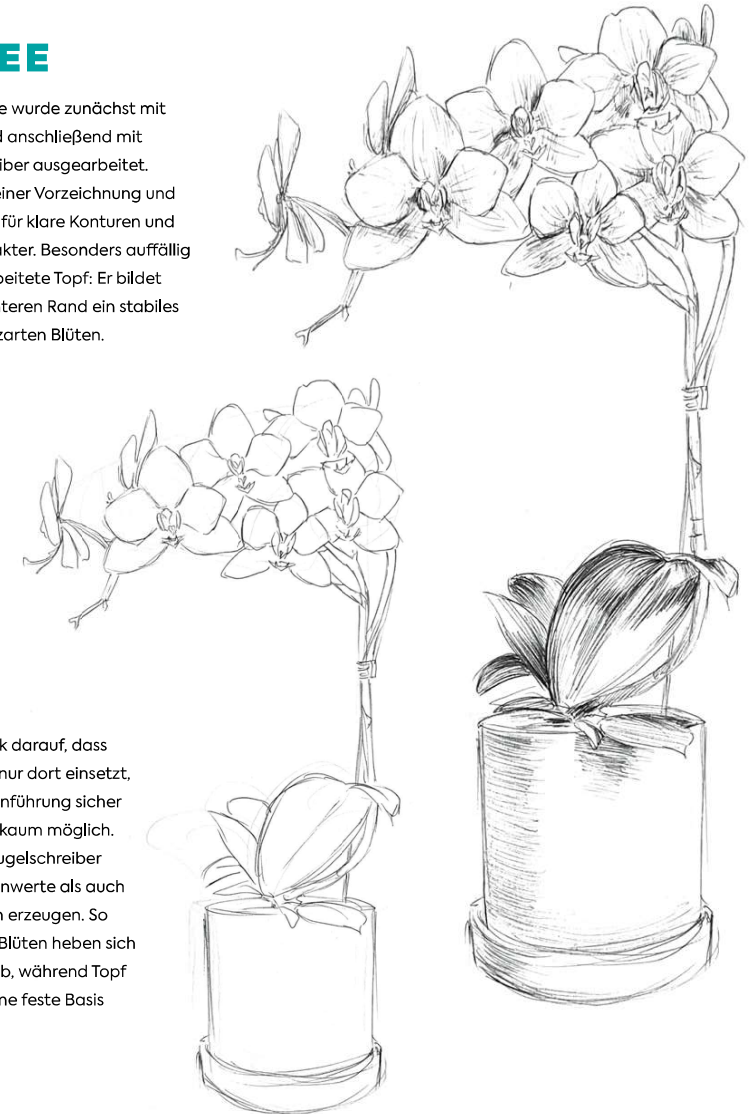 EE
e wurde zunächst mit
d anschließend mit
iber ausgearbeitet.
einer Vorzeichnung und
für klare Konturen und
akter. Besonders auffällig
beitete Topf: Er bildet
nteren Rand ein stabiles
zarten Blüten.
k darauf, dass
nur dort einsetzt,
nführung sicher
kaum möglich.
ugelschreiber
nwerte als auch
n erzeugen. So
Blüten heben sich
b, während Topf
ne feste Basis